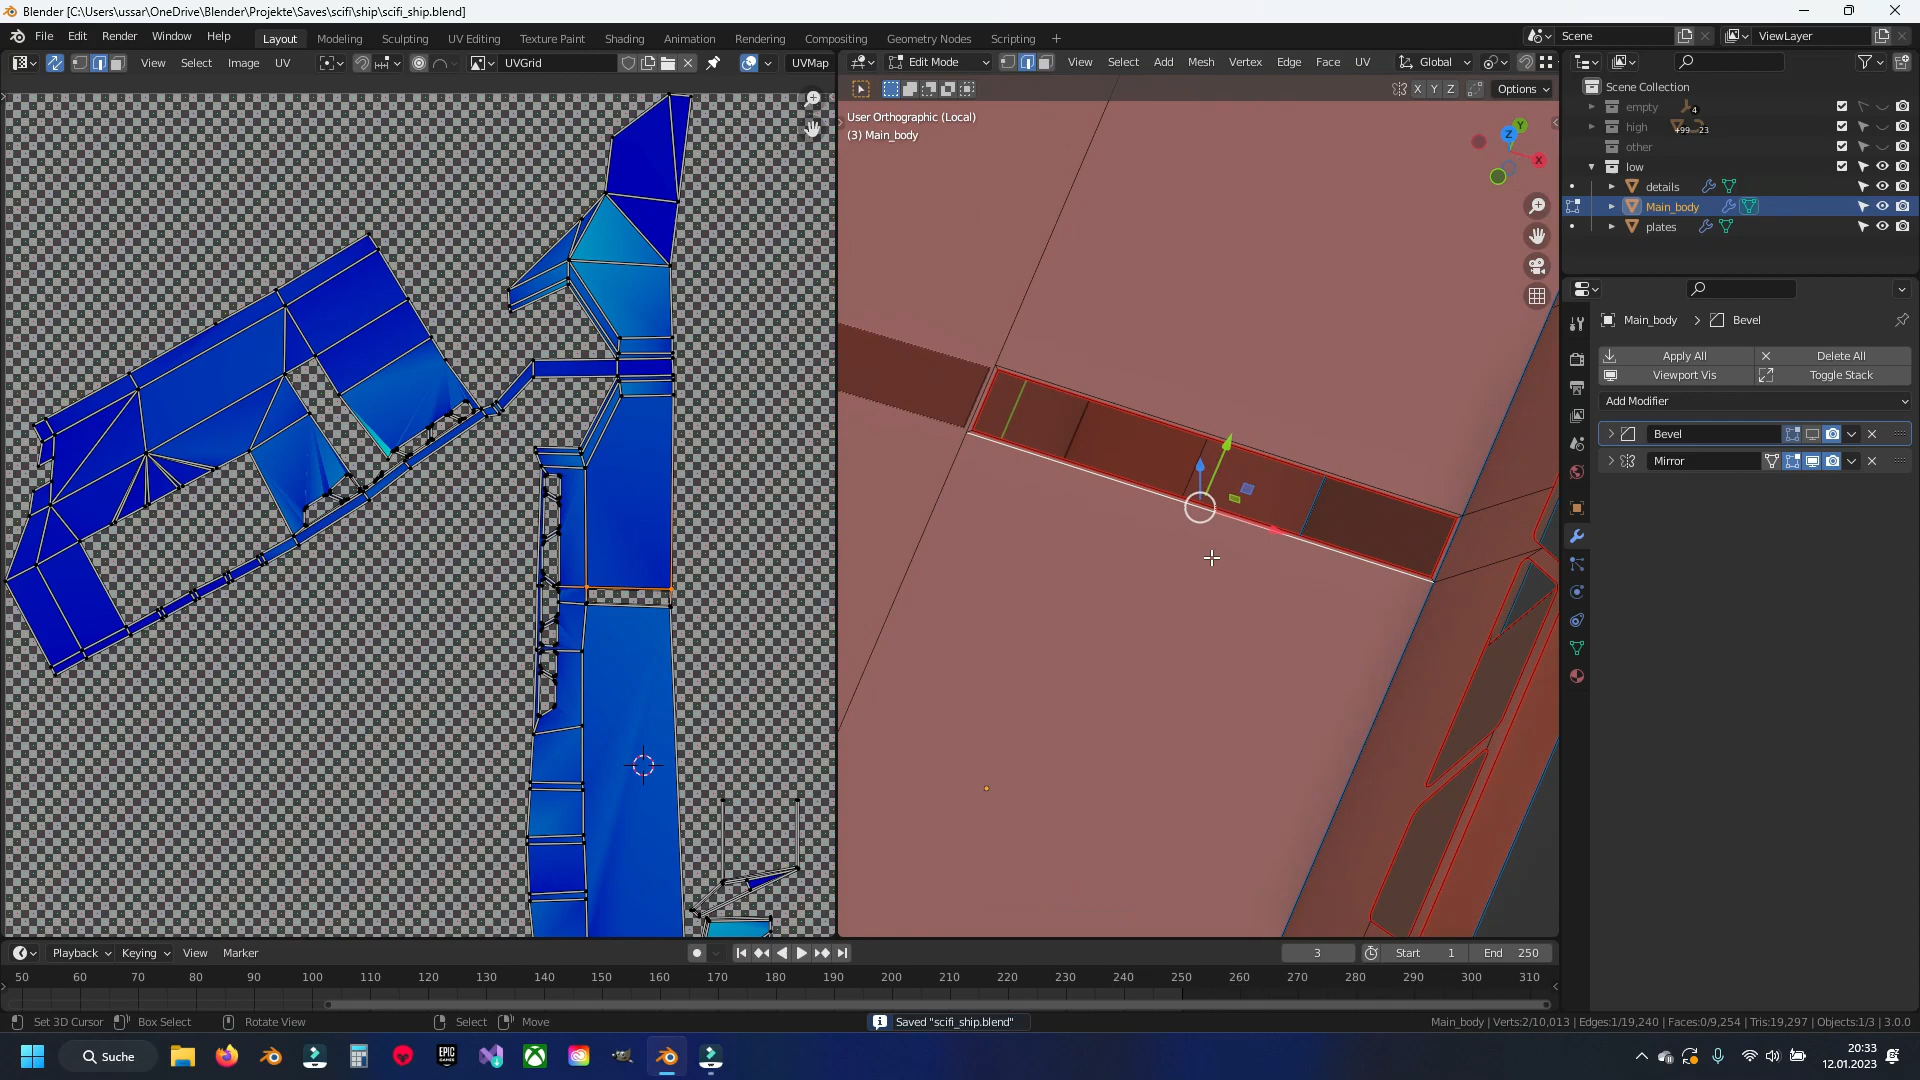 Blender [C:\Users\ussar\OneDrive\Blender\Projekte\Saves\scifi\ship\scifi_ship.blend]
File Edit Render Window Help Layout Modeling Sculpting UV Editing Texture Paint Shading Animation Rendering Compositing Geometry Nodes Scripting + Scene ViewLayer
View Select Image UV UVGrid UVMap Edit Mode View Select Add Mesh Vertex Edge Face UV Global
X Y Z Options
User Orthographic (Local)
(3) Main_body
Z Y X
Scene Collection
empty 4
high +99 23
other
low
details
Main_body
plates
Main_body > Bevel
Apply All Delete All
Viewport Vis Toggle Stack
Add Modifier
Bevel
Mirror
Playback Keying View Marker 3 Start 1 End 250
50 60 70 80 90 100 110 120 130 140 150 160 170 180 190 200 210 220 230 240 250 260 270 280 290 300 310
Set 3D Cursor Box Select Rotate View Select Move Saved "scifi_ship.blend" Main_body | Verts:2/10,013 | Edges:1/19,240 | Faces:0/9,254 | Tris:19,297 | Objects:1/3 | 3.0.0
Suche EPIC GAMES 20:33
12.01.2023